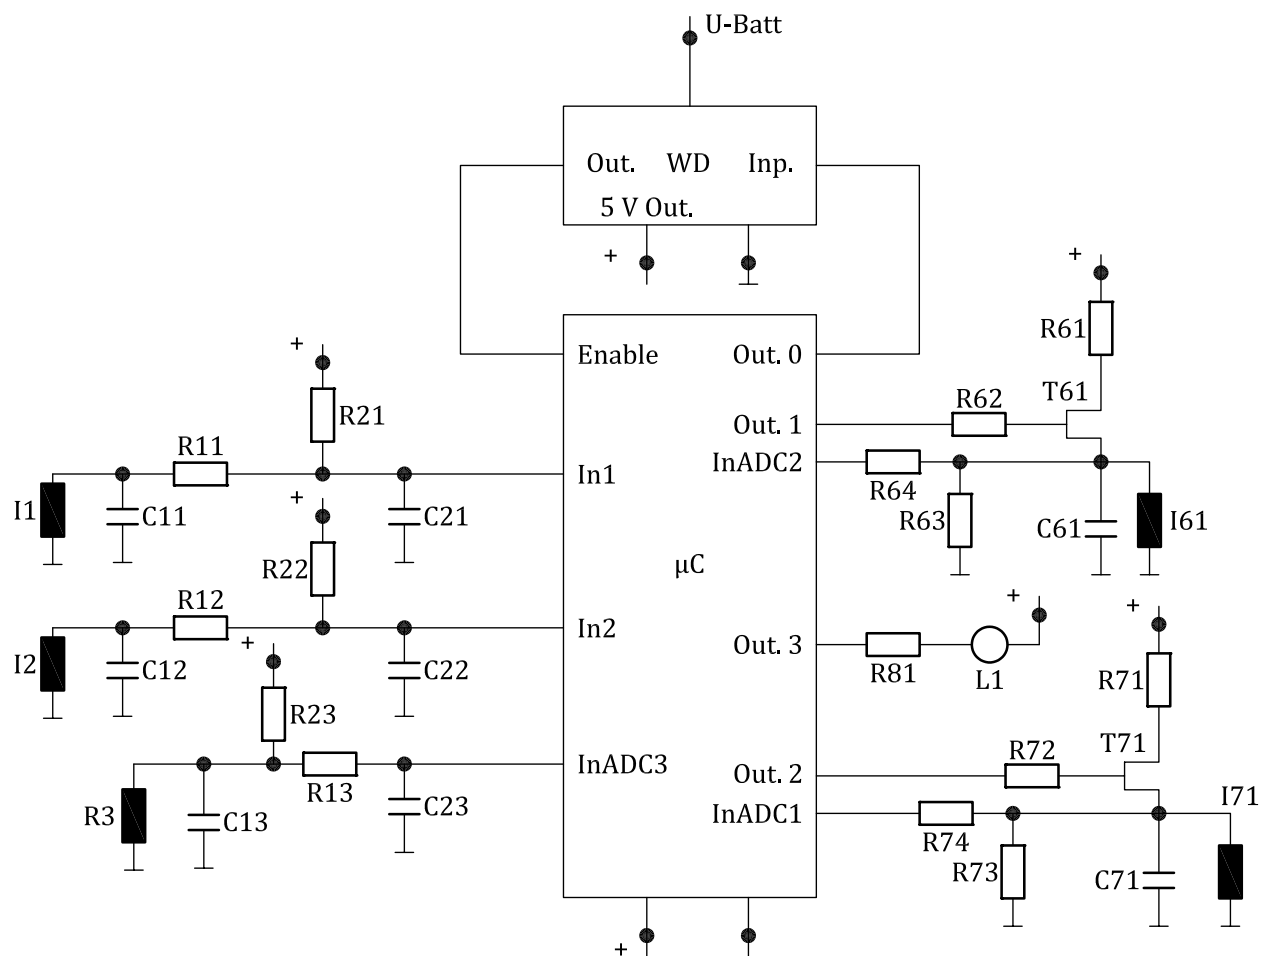 U-Batt
Out. WD Inp.
5 V Out.
+
+
R61
Enable Out. 0
+
R21
T61
R62
Out. 1
R11
In1 InADC2
R64
+
I1
C11
C21
R63
C61
I61
R22
µC
R12
+
+
In2
Out. 3
I2
C12
C22
R81
L1
R71
+
R23
T71
R72
InADC3 Out. 2
R13
I71
R3
C13
C23
InADC1
R74
R73
C71
+